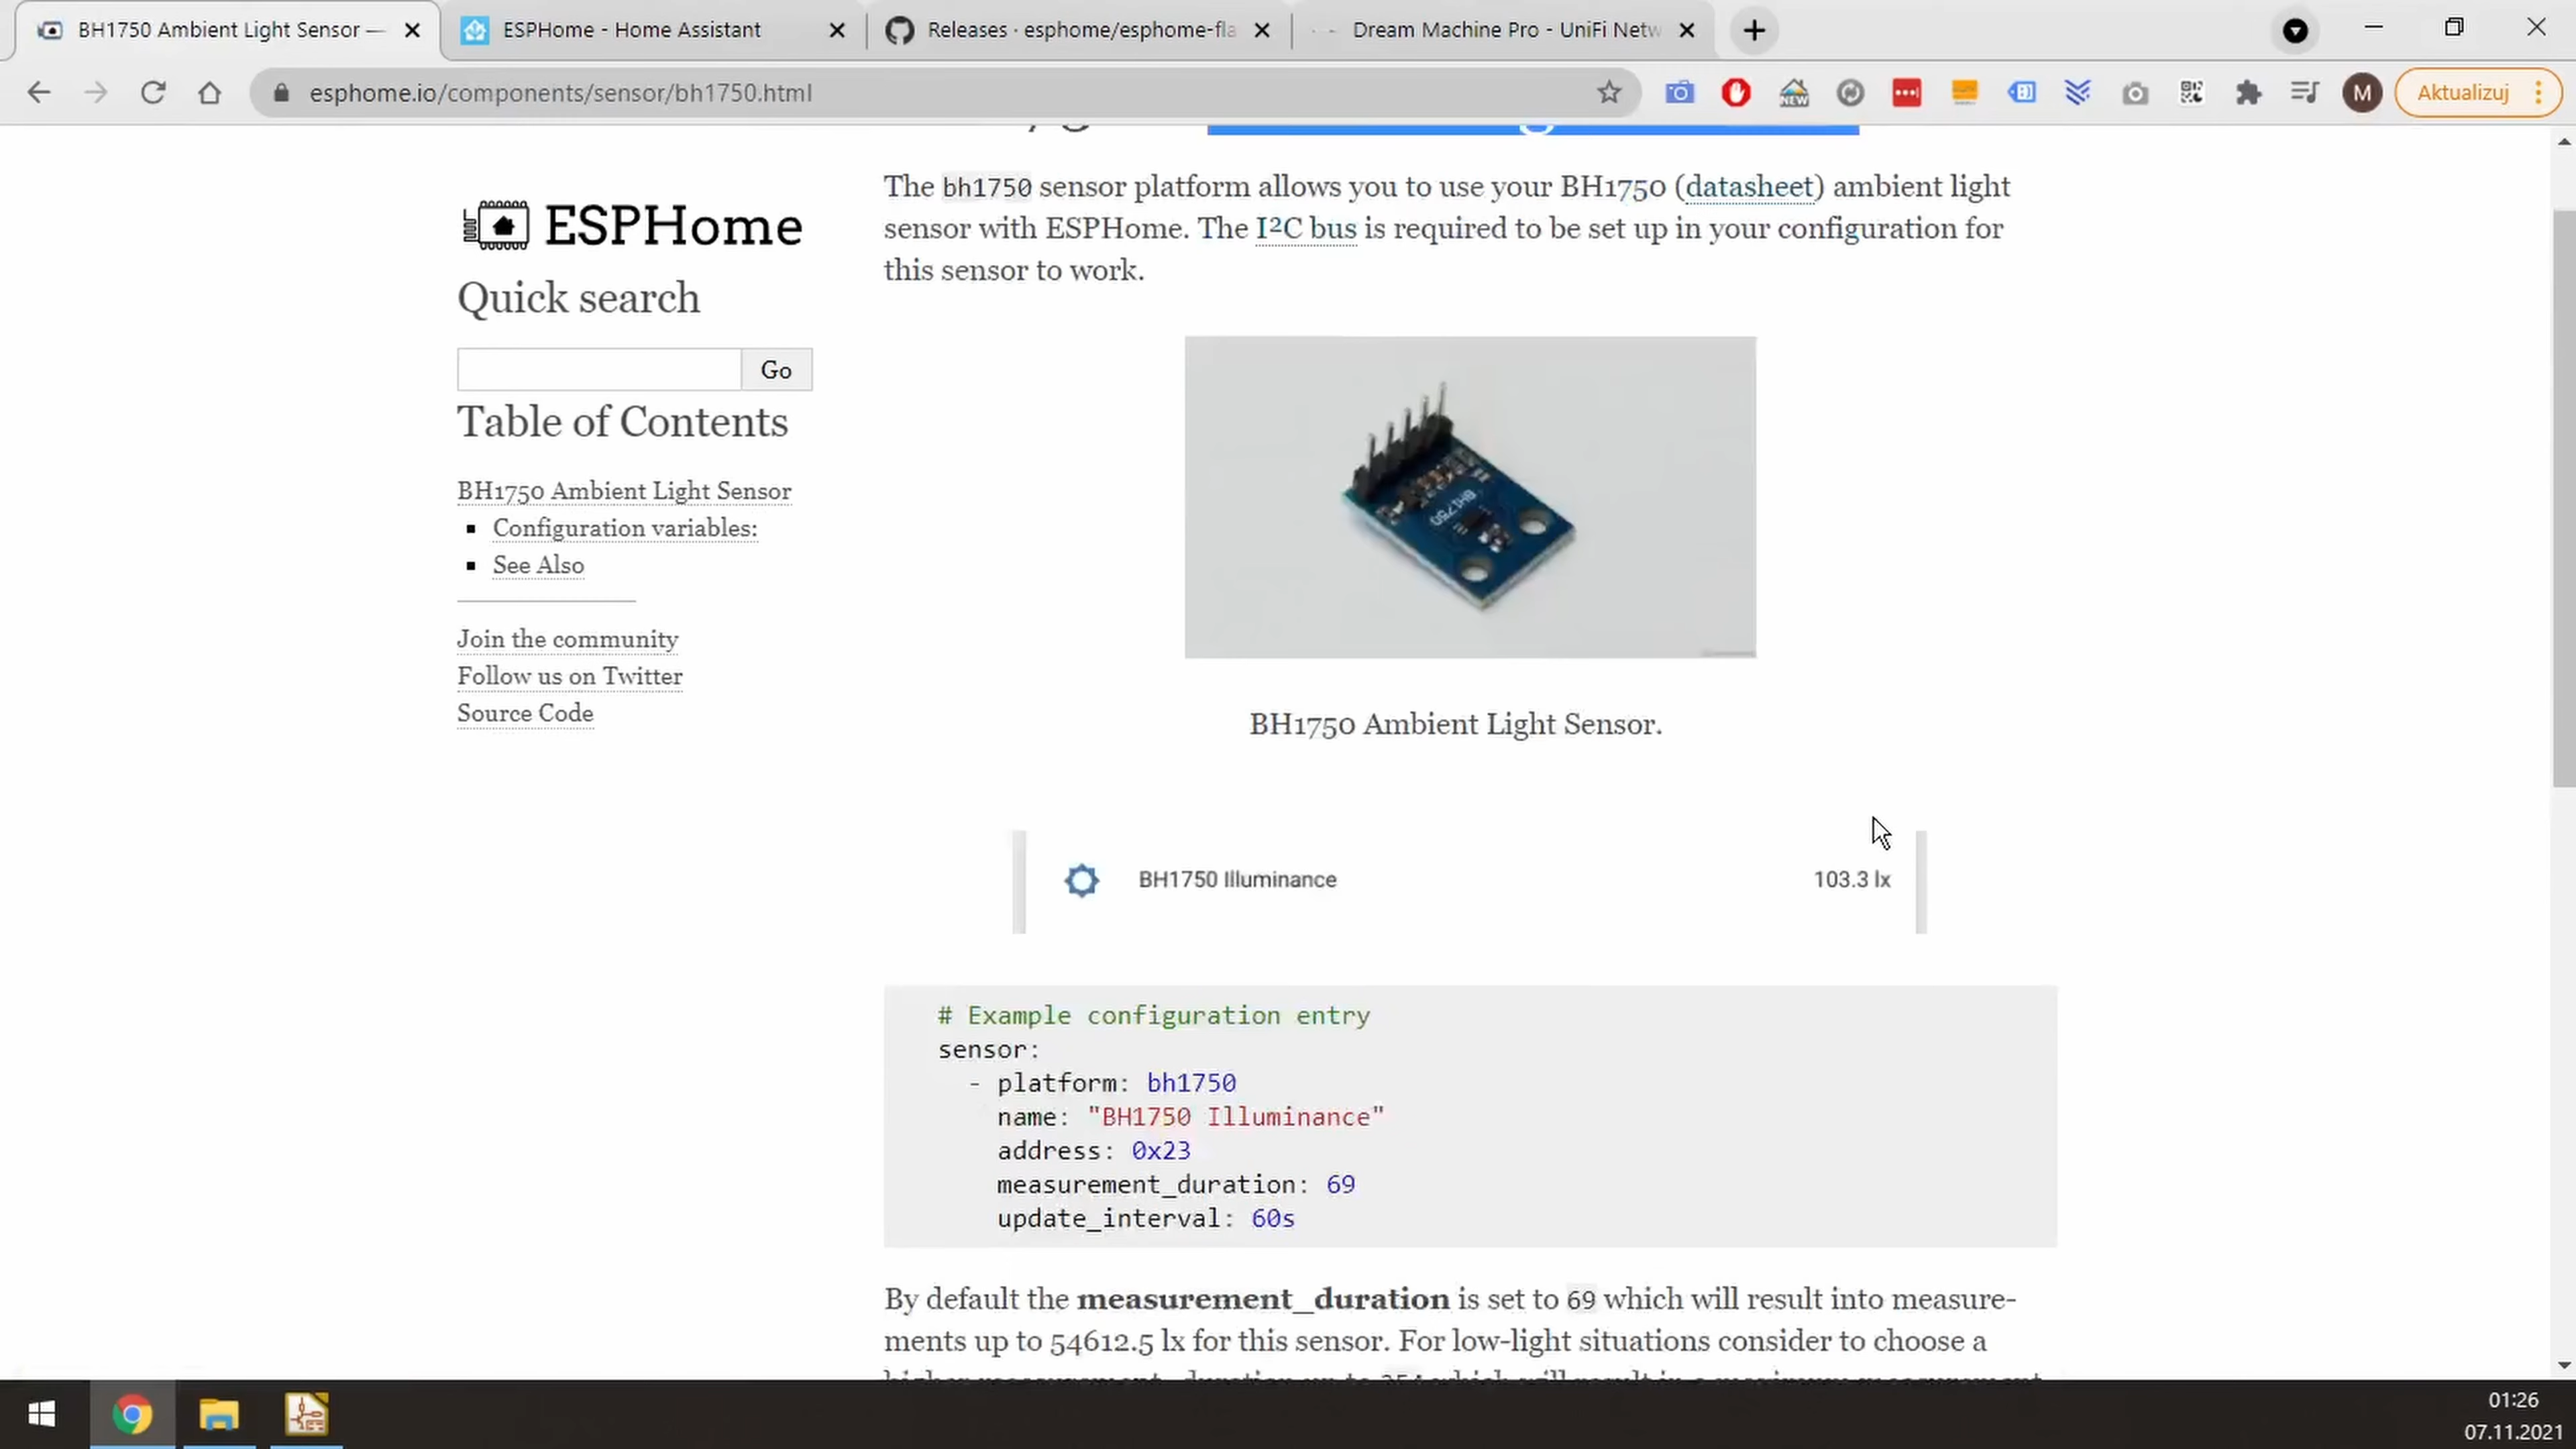 BH1750 Ambient Light Sensor —
ESPHome - Home Assistant
Releases · esphome/esphome-fla
Dream Machine Pro - UniFi Netw
esphome.io/components/sensor/bh1750.html
NEW
M
Aktualizuj
ESPHome
Quick search
Go
Table of Contents
BH1750 Ambient Light Sensor
Configuration variables:
See Also
Join the community
Follow us on Twitter
Source Code
The bh1750 sensor platform allows you to use your BH1750 (datasheet) ambient light
sensor with ESPHome. The I²C bus is required to be set up in your configuration for
this sensor to work.
BH1750
BH1750 Ambient Light Sensor.
BH1750 Illuminance 103.3 lx
# Example configuration entry
sensor:
- platform: bh1750
name: "BH1750 Illuminance"
address: 0x23
measurement_duration: 69
update_interval: 60s
By default the measurement_duration is set to 69 which will result into measure-
ments up to 54612.5 lx for this sensor. For low-light situations consider to choose a
01:26
07.11.2021